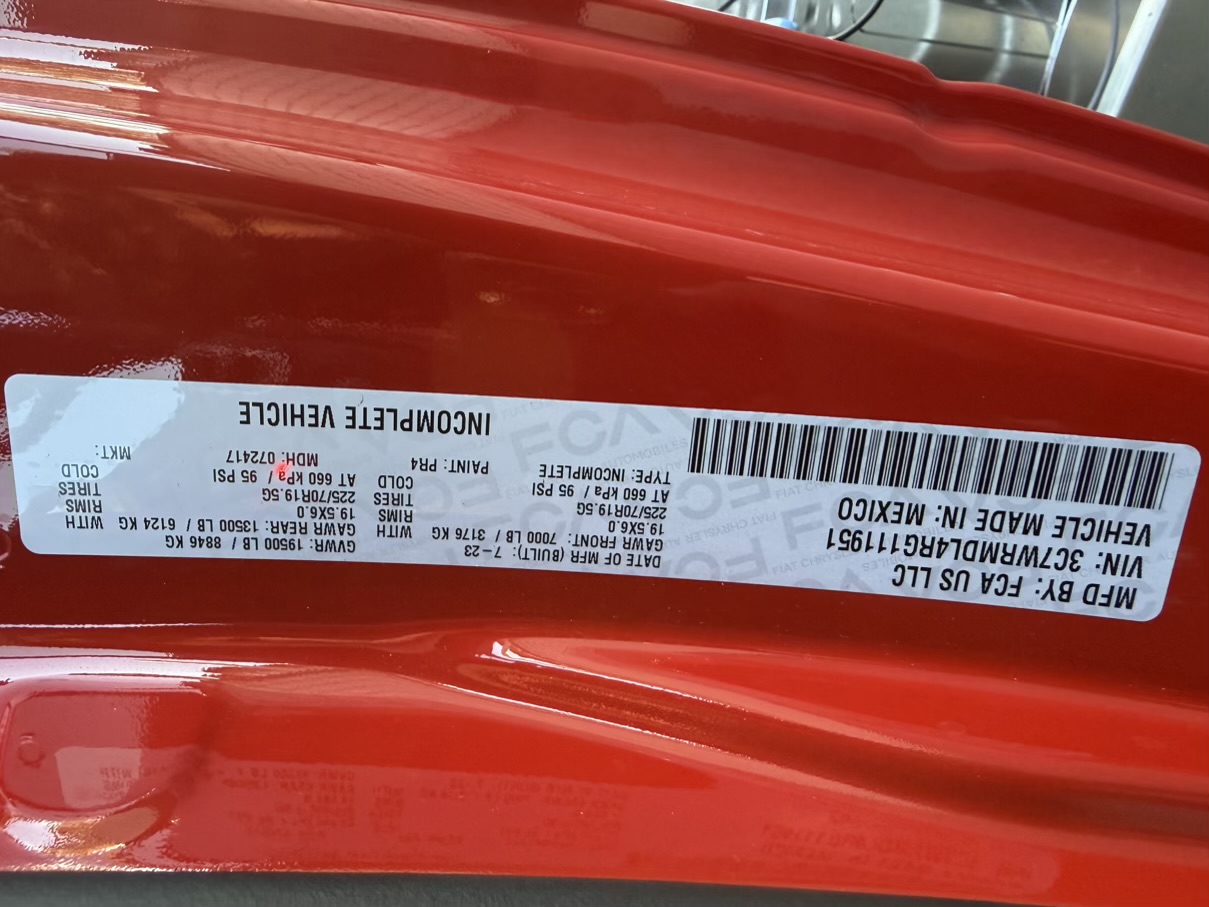 MFD BY: FCA US LLC
VIN: 3C7WRMDL4RG111951
VEHICLE MADE IN: MEXICO
DATE OF MFR (BUILT): 7-23
GAWR FRONT: 7000 LB / 3176 KG
19.5X6.0
225/70R19.5G
AT 660 kPa / 95 PSI
TYPE: INCOMPLETE
WITH
RIMS
TIRES
COLD
PAINT: PR4
GVWR: 19500 LB / 8846 KG
GAWR REAR: 13500 LB / 6124 KG
19.5X6.0
225/70R19.5G
AT 660 kPa / 95 PSI
MDH: 072417
WITH
RIMS
TIRES
COLD
MKT:
INCOMPLETE VEHICLE
FCA